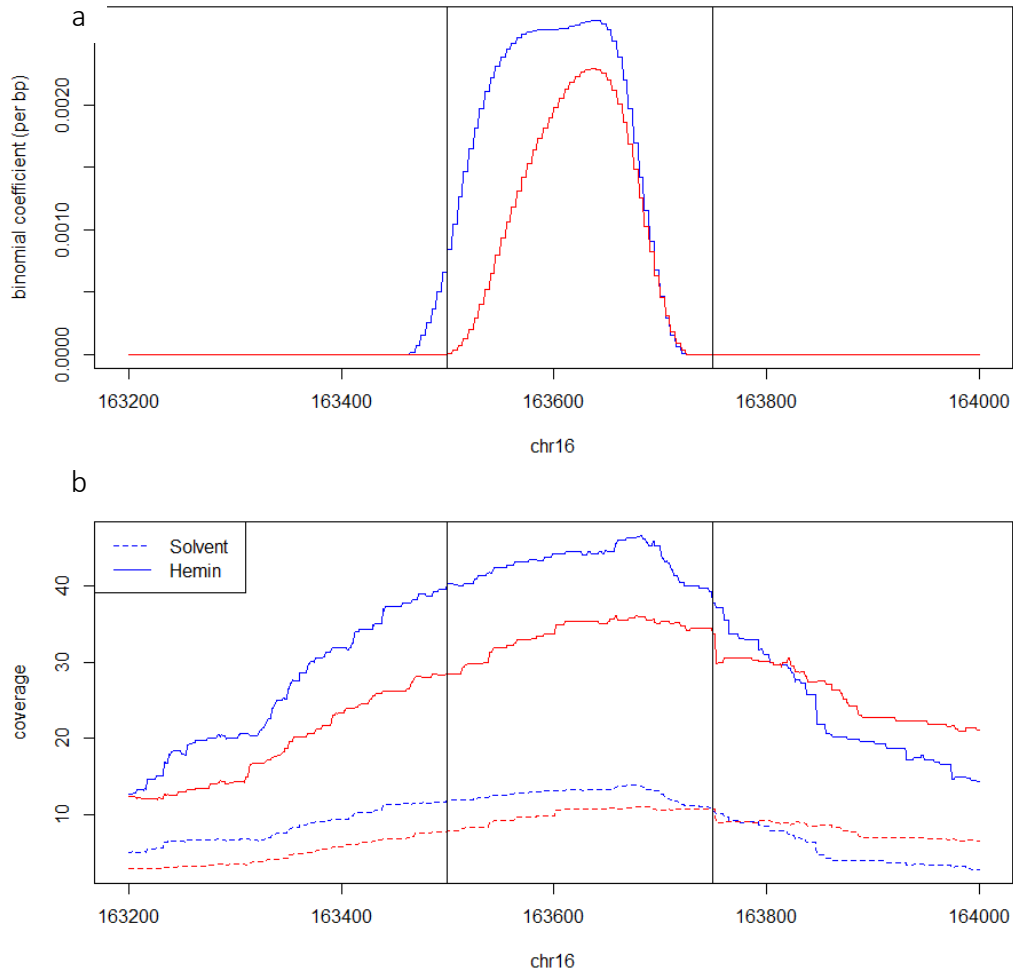 a
binomial coefficient (per bp)
0.0000
0.0010
0.0020
163200 163400 163600 163800 164000
chr16
b
Solvent
Hemin
coverage
10
20
30
40
163200 163400 163600 163800 164000
chr16